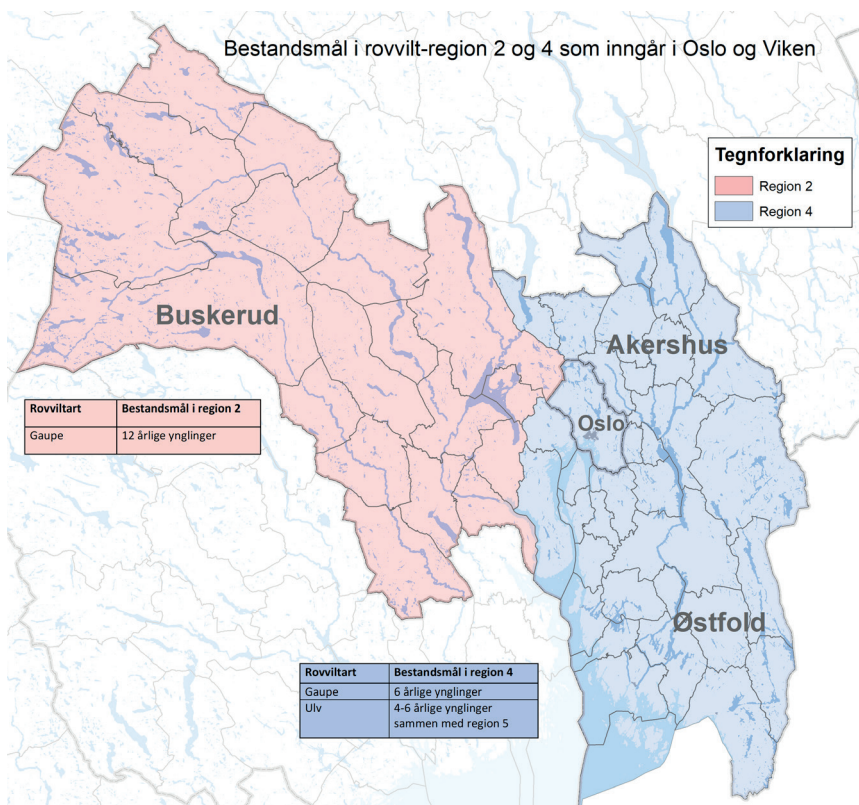 Bestandsmål i rovvilt-region 2 og 4 som inngår i Oslo og Viken
Tegnforklaring
Region 2
Region 4
Buskerud
Akershus
Oslo
Østfold
Rovviltart Bestandsmål i region 2
Gaupe 12 årlige ynglinger
Rovviltart Bestandsmål i region 4
Gaupe 6 årlige ynglinger
Ulv 4-6 årlige ynglinger
sammen med region 5